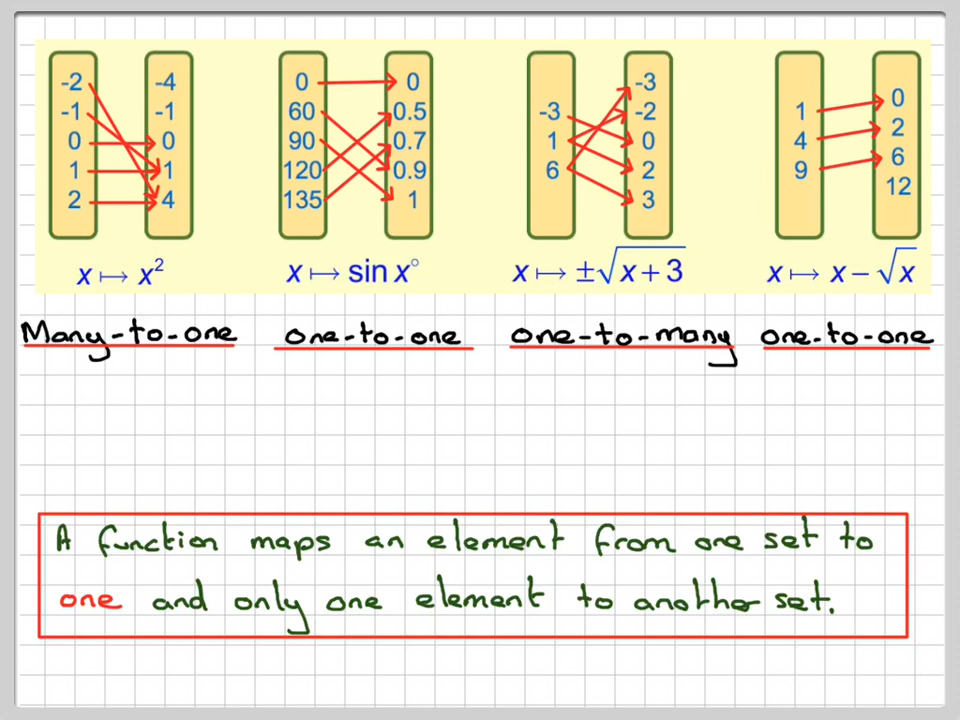 -2 -4 0 0 -3 0
-1 -1 60 0.5 -3 -2 1 2
0 0 90 0.7 1 0 4 6
1 1 120 0.9 6 2 9 12
2 4 135 1 3
x ↦ x² x ↦ sin x° x ↦ ±√(x + 3) x ↦ x − √x
Many-to-one one-to-one one-to-many one-to-one
A function maps an element from one set to
one and only one element to another set.